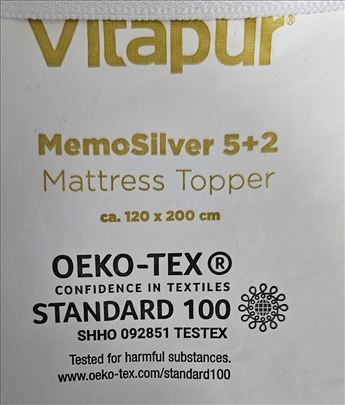 Vitapur®
MemoSilver 5+2
Mattress Topper
ca. 120 x 200 cm
OEKO-TEX®
CONFIDENCE IN TEXTILES
STANDARD 100
SHHO 092851 TESTEX
Tested for harmful substances.
www.oeko-tex.com/standard100